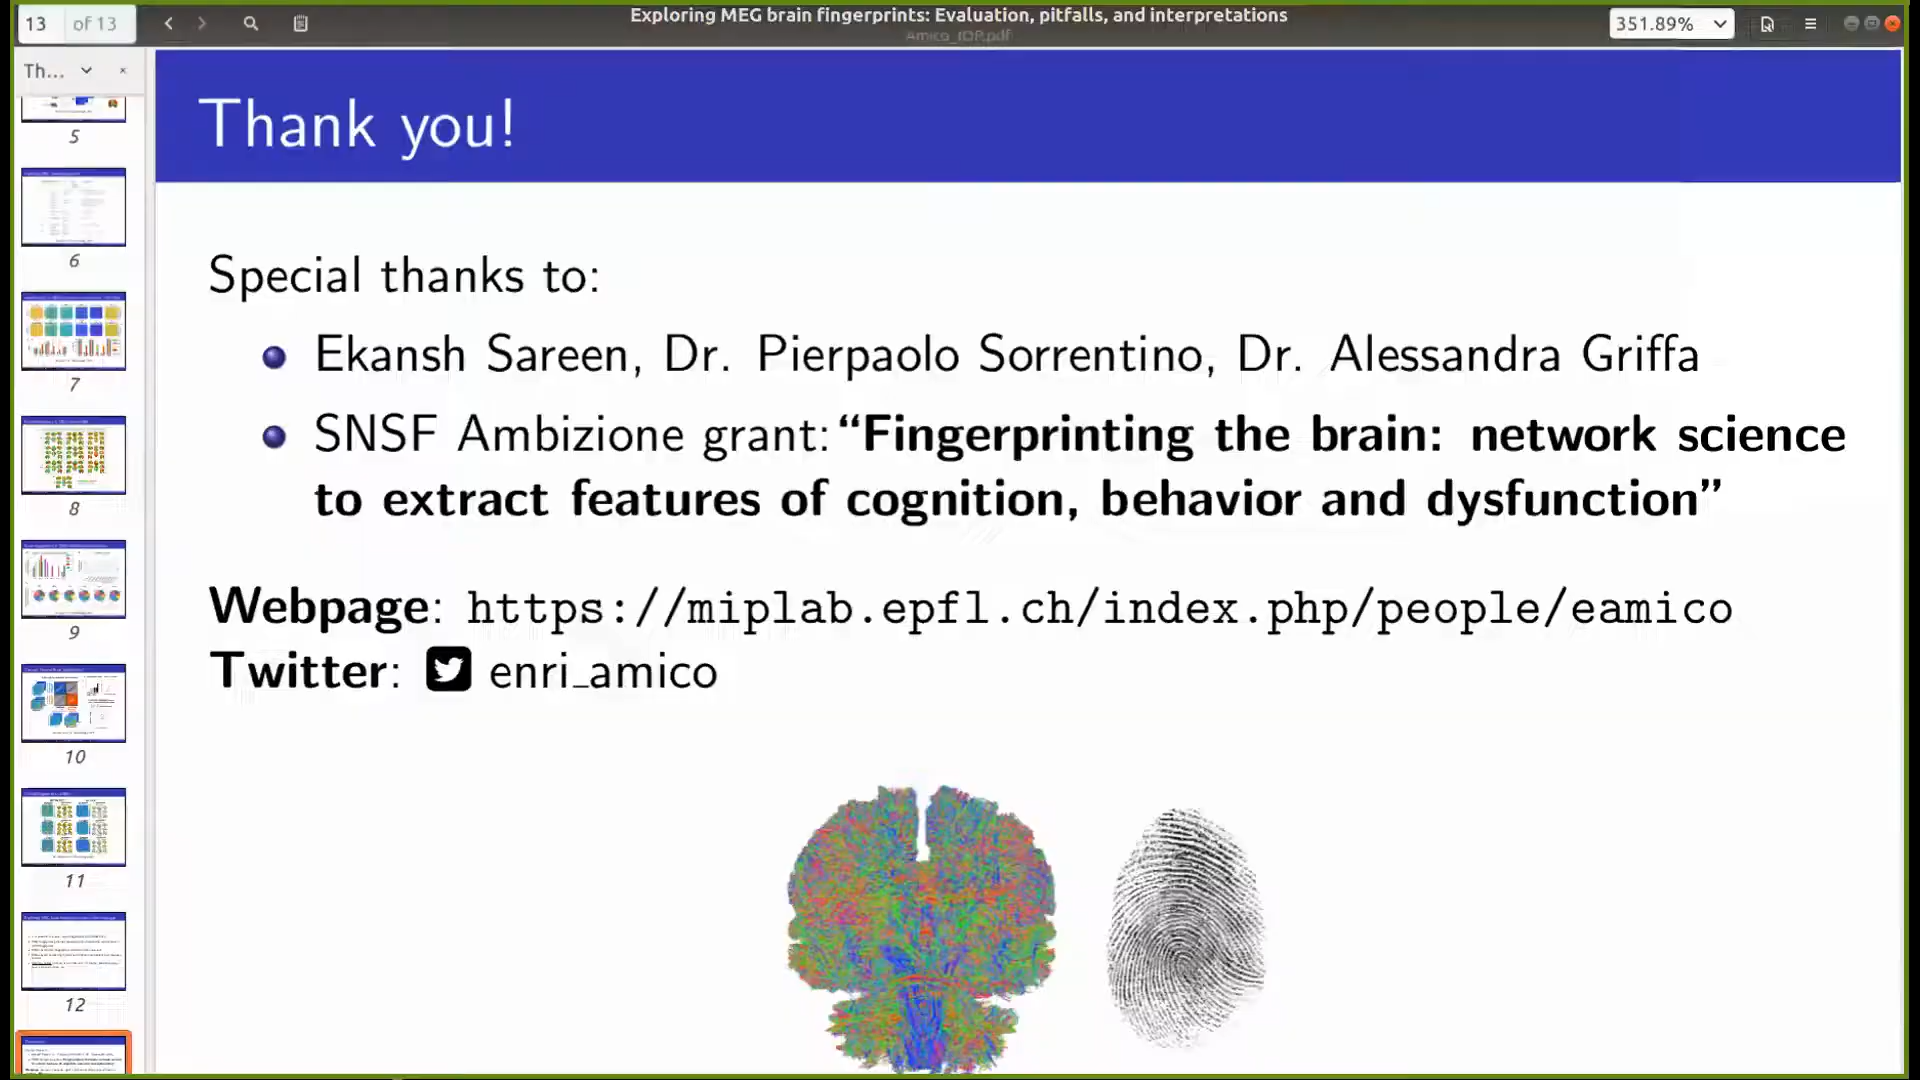 13 of 13
Exploring MEG brain fingerprints: Evaluation, pitfalls, and interpretations
Amico_IOP.pdf
351.89%
Th...
5
6
7
8
9
10
11
12
Thank you!
Special thanks to:
Ekansh Sareen, Dr. Pierpaolo Sorrentino, Dr. Alessandra Griffa
SNSF Ambizione grant: “Fingerprinting the brain: network science
to extract features of cognition, behavior and dysfunction”
Webpage: https://miplab.epfl.ch/index.php/people/eamico
Twitter: enri_amico